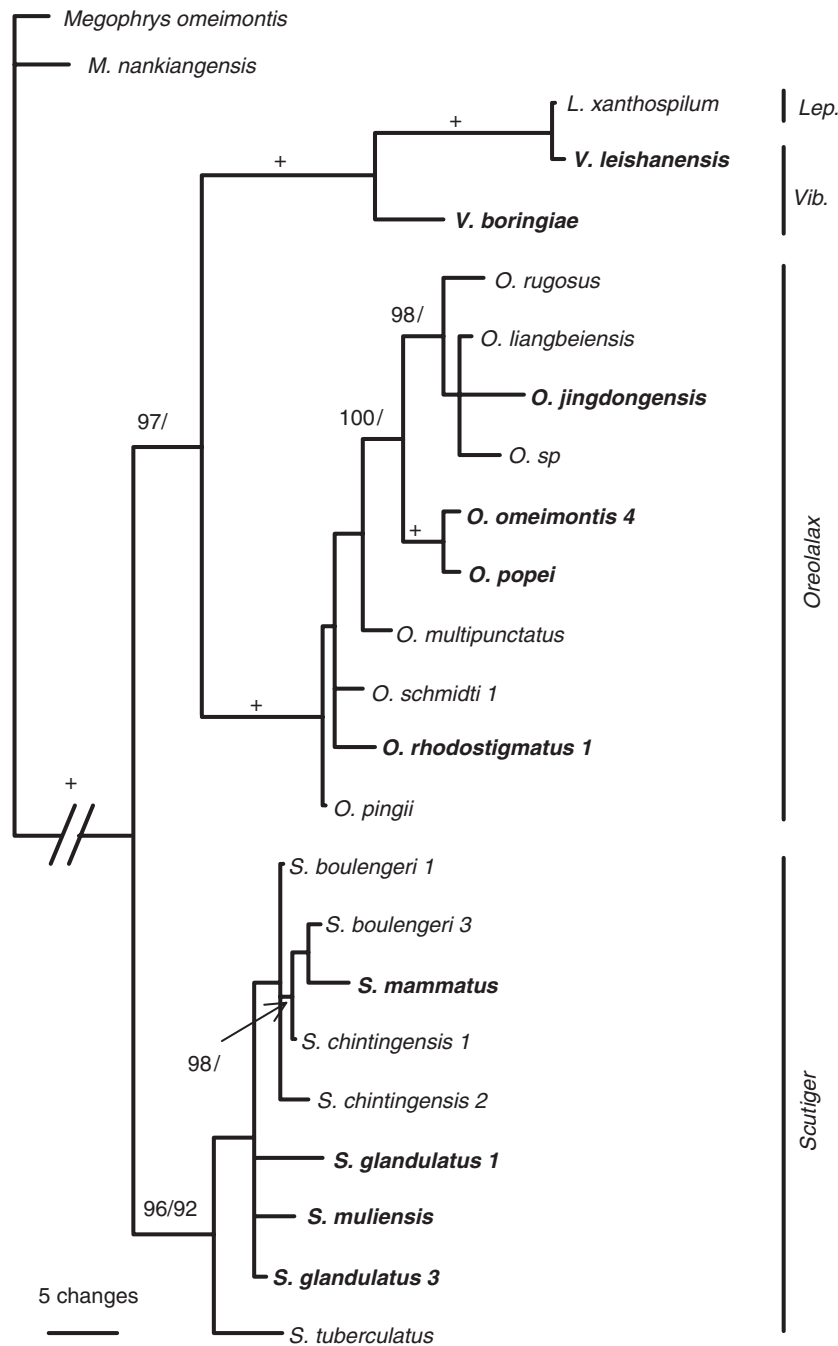 Megophrys omeimontis
M. nankiangensis
L. xanthospilum
Lep.
+
+
V. leishanensis
Vib.
V. boringiae
O. rugosus
98/
O. liangbeiensis
O. jingdongensis
100/
97/
O. sp
O. omeimontis 4
+
O. popei
Oreolalax
O. multipunctatus
O. schmidti 1
+
O. rhodostigmatus 1
+
O. pingii
S. boulengeri 1
S. boulengeri 3
S. mammatus
S. chintingensis 1
98/
S. chintingensis 2
Scutiger
S. glandulatus 1
96/92
S. muliensis
S. glandulatus 3
5 changes
S. tuberculatus